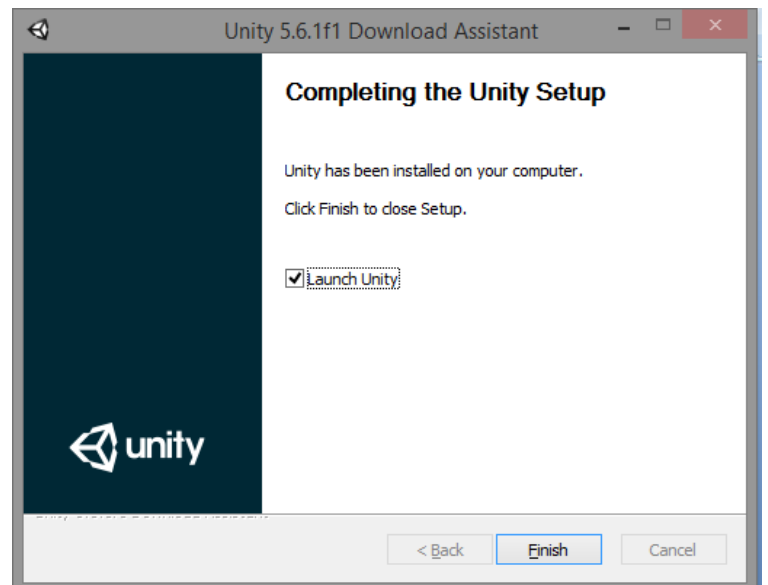 Unity 5.6.1f1 Download Assistant
Completing the Unity Setup
Unity has been installed on your computer.
Click Finish to close Setup.
Launch Unity
unity
< Back Finish Cancel